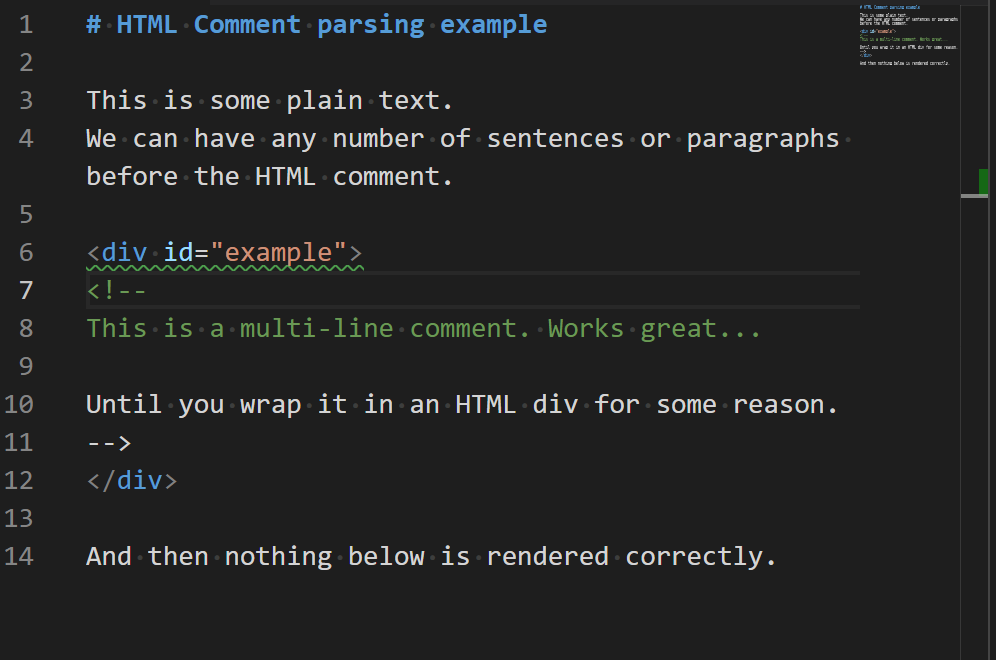 1 # HTML Comment parsing example
2
3 This is some plain text.
4 We can have any number of sentences or paragraphs
before the HTML comment.
5
6 <div id="example">
7 <!--
8 This is a multi-line comment. Works great...
9
10 Until you wrap it in an HTML div for some reason.
11 -->
12 </div>
13
14 And then nothing below is rendered correctly.